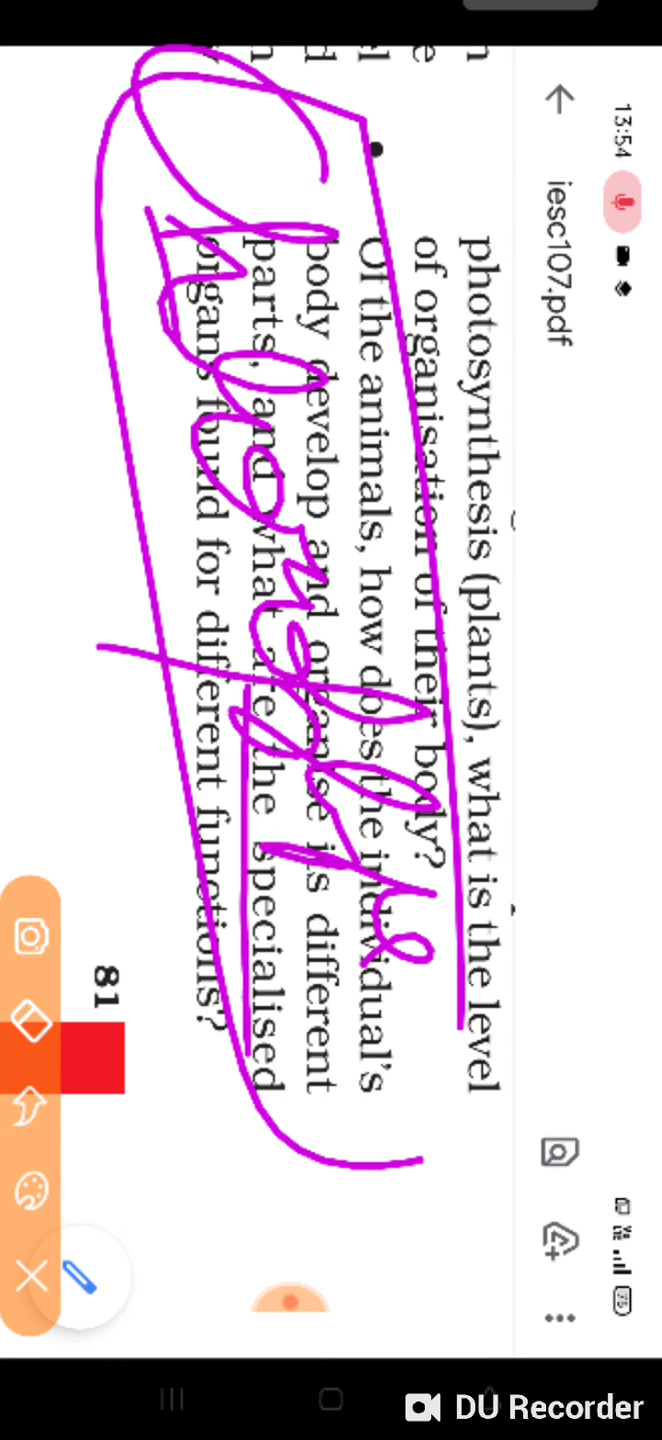 13:54
iesc107.pdf
n
e
el
d
n
photosynthesis (plants), what is the level
of organisation of their body?
• Of the animals, how does the individual's
body develop and organise its different
parts, and what are the specialised
organs found for different functions?
81
75
DU Recorder